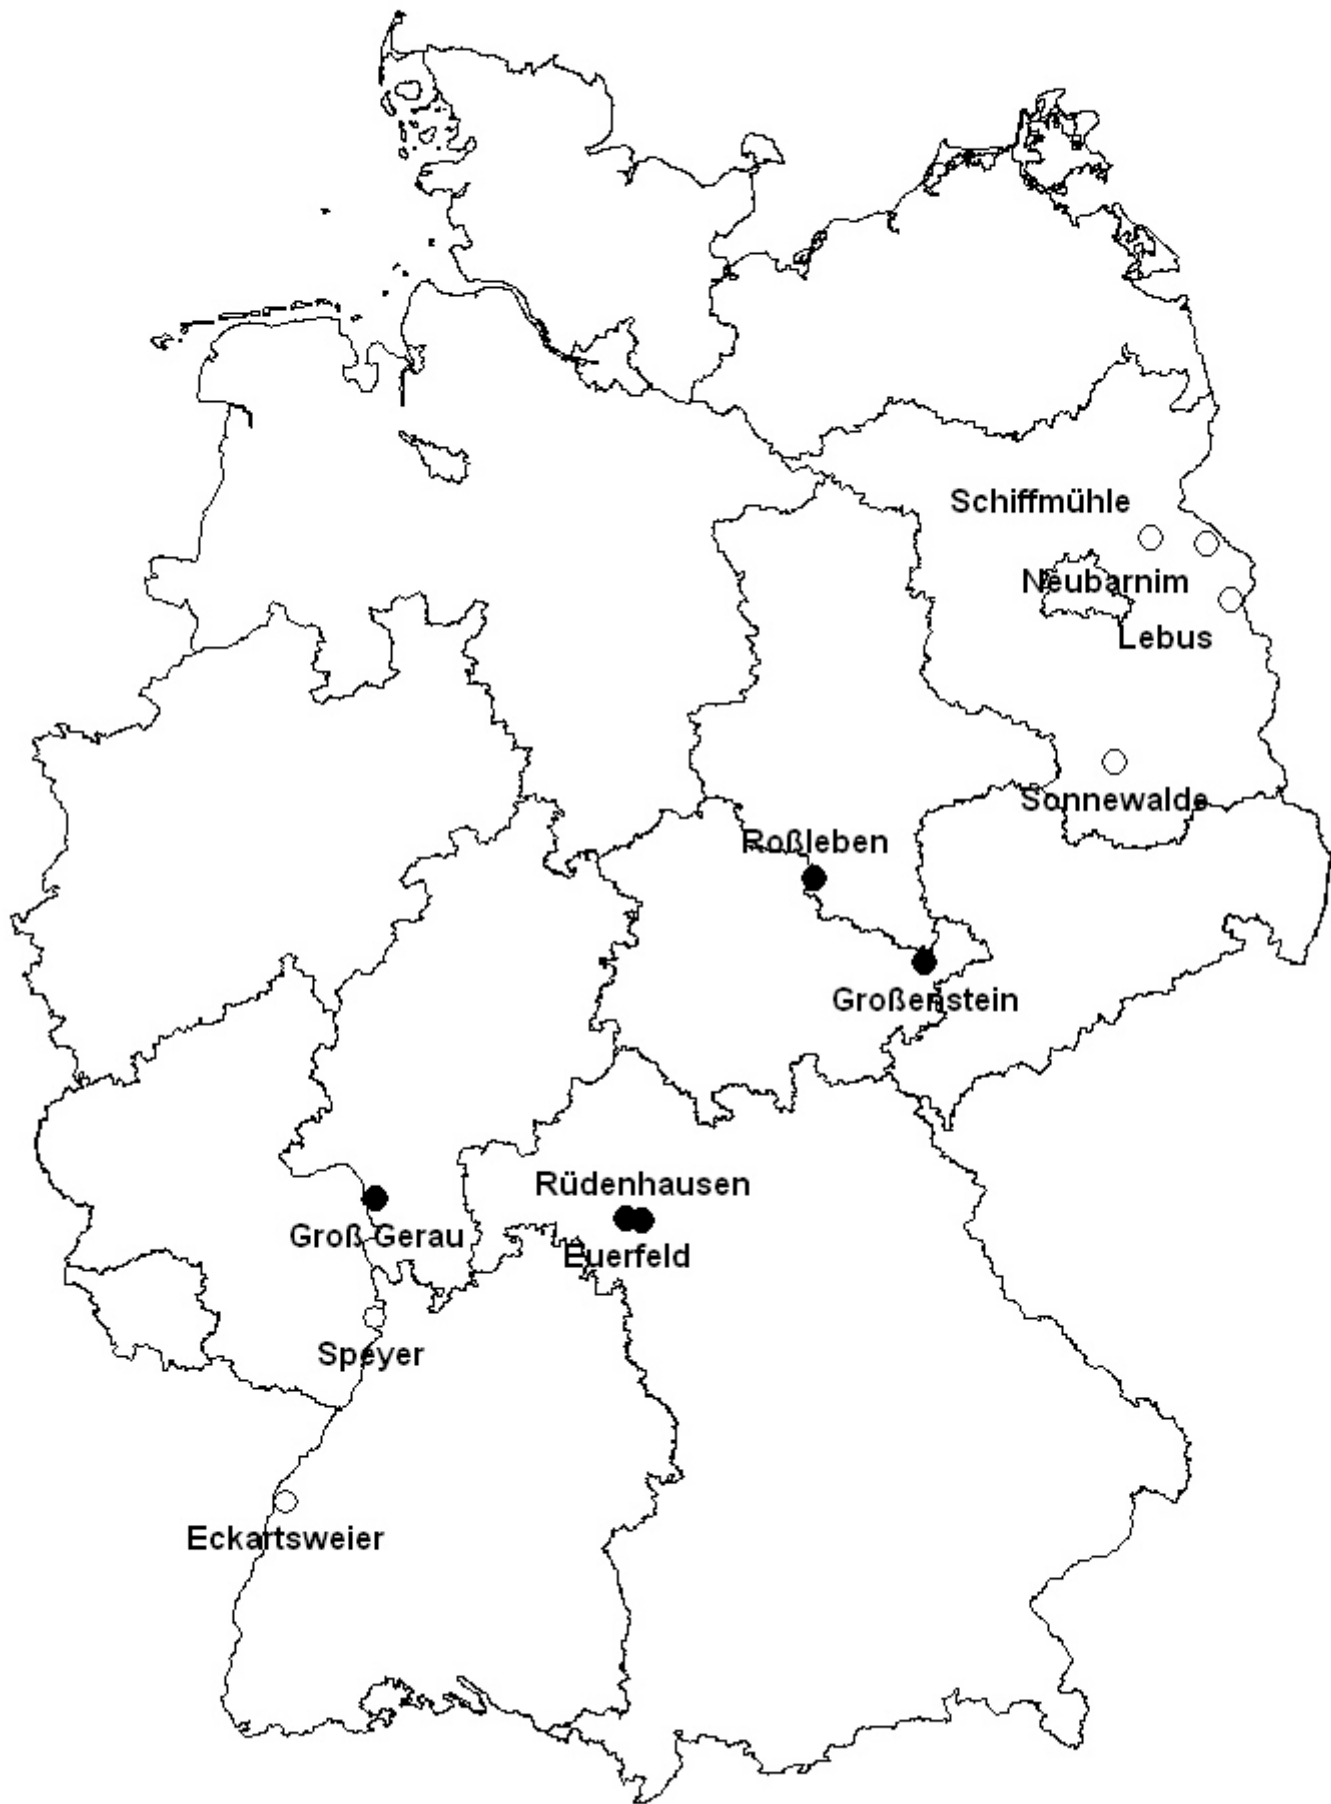 Schiffmühle
Neubarnim
Lebus
Sonnewalde
Roßleben
Großenstein
Rüdenhausen
Groß Gerau
Euerfeld
Speyer
Eckartsweier